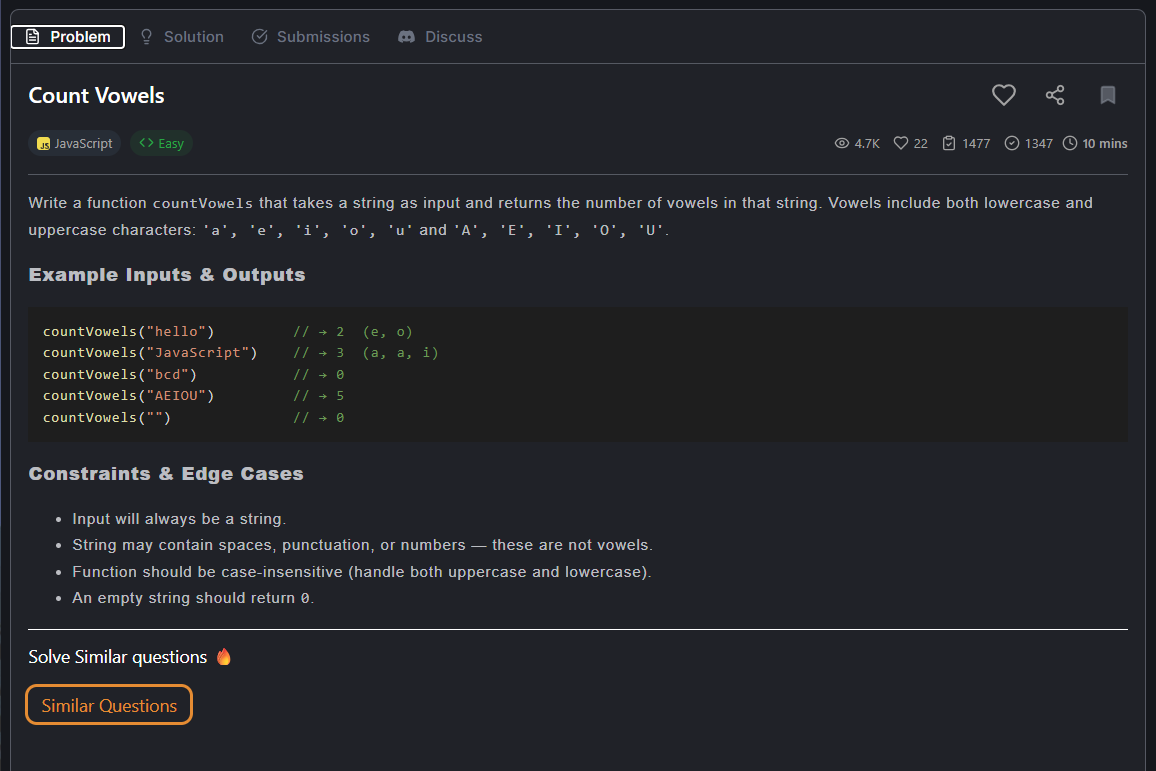 Problem Solution Submissions Discuss
Count Vowels
JS JavaScript <> Easy 4.7K 22 1477 1347 10 mins
Write a function countVowels that takes a string as input and returns the number of vowels in that string. Vowels include both lowercase and
uppercase characters: 'a', 'e', 'i', 'o', 'u' and 'A', 'E', 'I', 'O', 'U'.
Example Inputs & Outputs
countVowels("hello") // → 2 (e, o)
countVowels("JavaScript") // → 3 (a, a, i)
countVowels("bcd") // → 0
countVowels("AEIOU") // → 5
countVowels("") // → 0
Constraints & Edge Cases
• Input will always be a string.
• String may contain spaces, punctuation, or numbers — these are not vowels.
• Function should be case-insensitive (handle both uppercase and lowercase).
• An empty string should return 0.
Solve Similar questions 🔥
Similar Questions